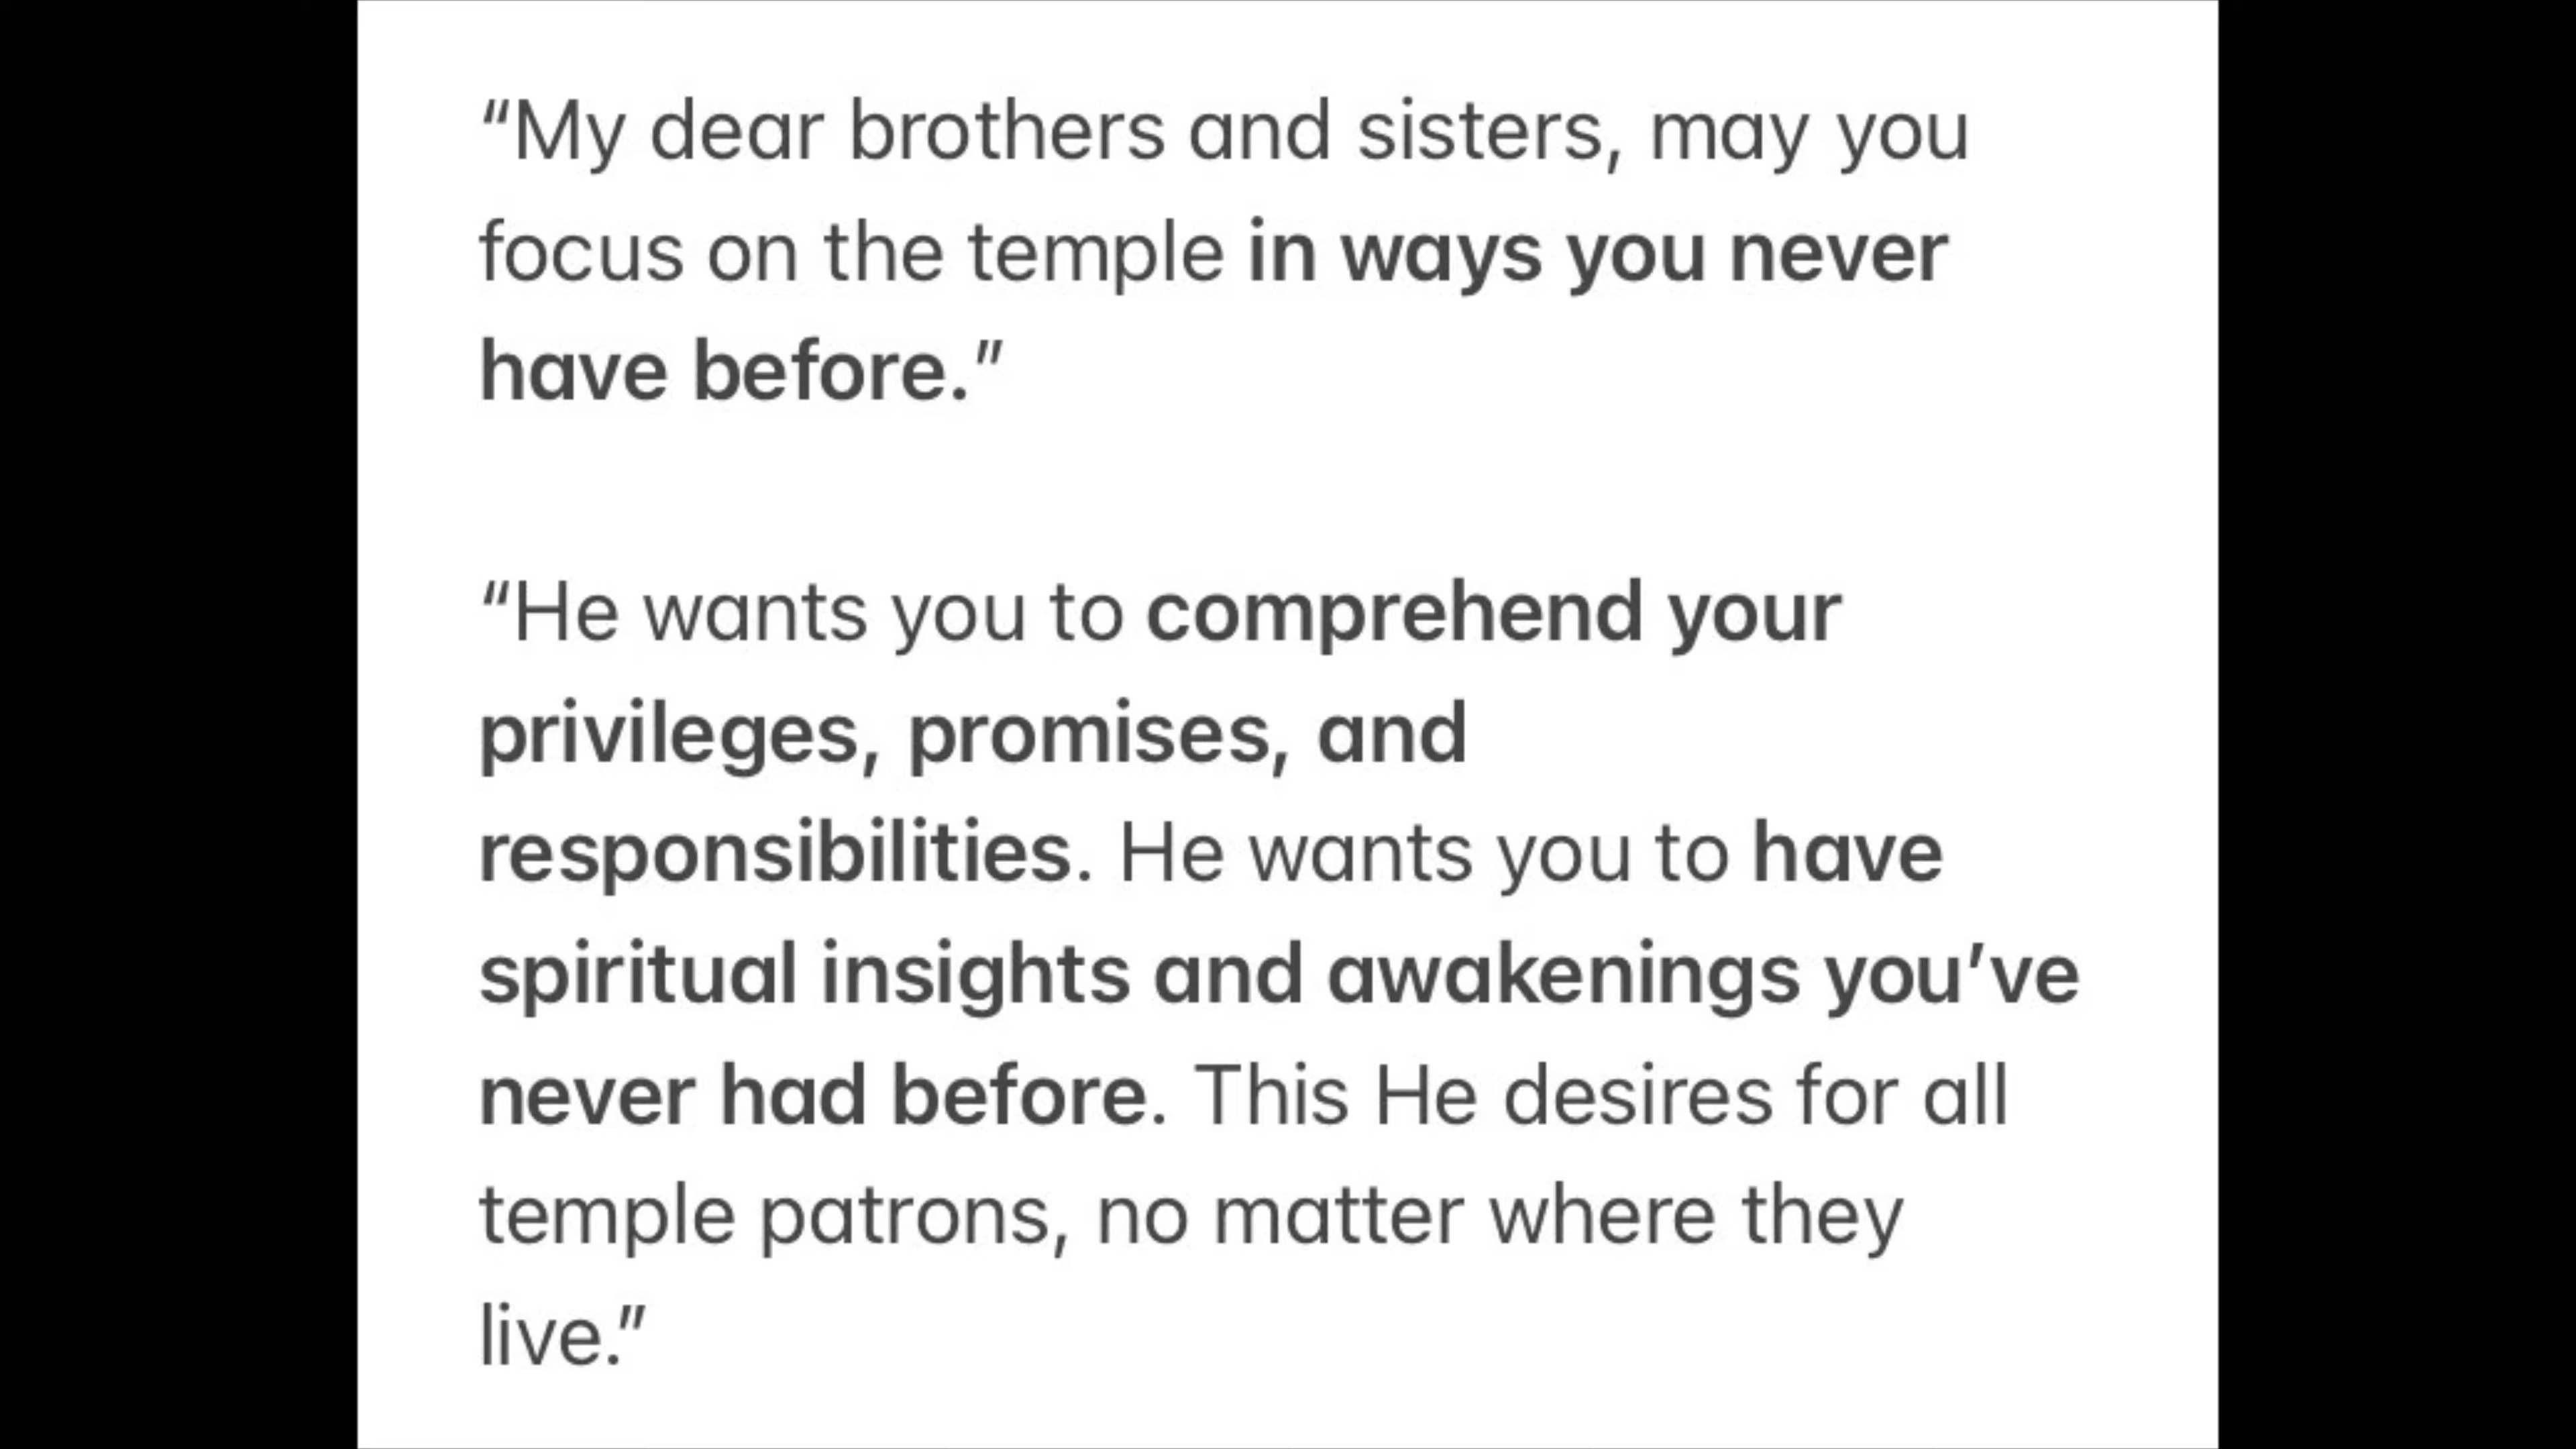 “My dear brothers and sisters, may you
focus on the temple in ways you never
have before.”
“He wants you to comprehend your
privileges, promises, and
responsibilities. He wants you to have
spiritual insights and awakenings you’ve
never had before. This He desires for all
temple patrons, no matter where they
live.”